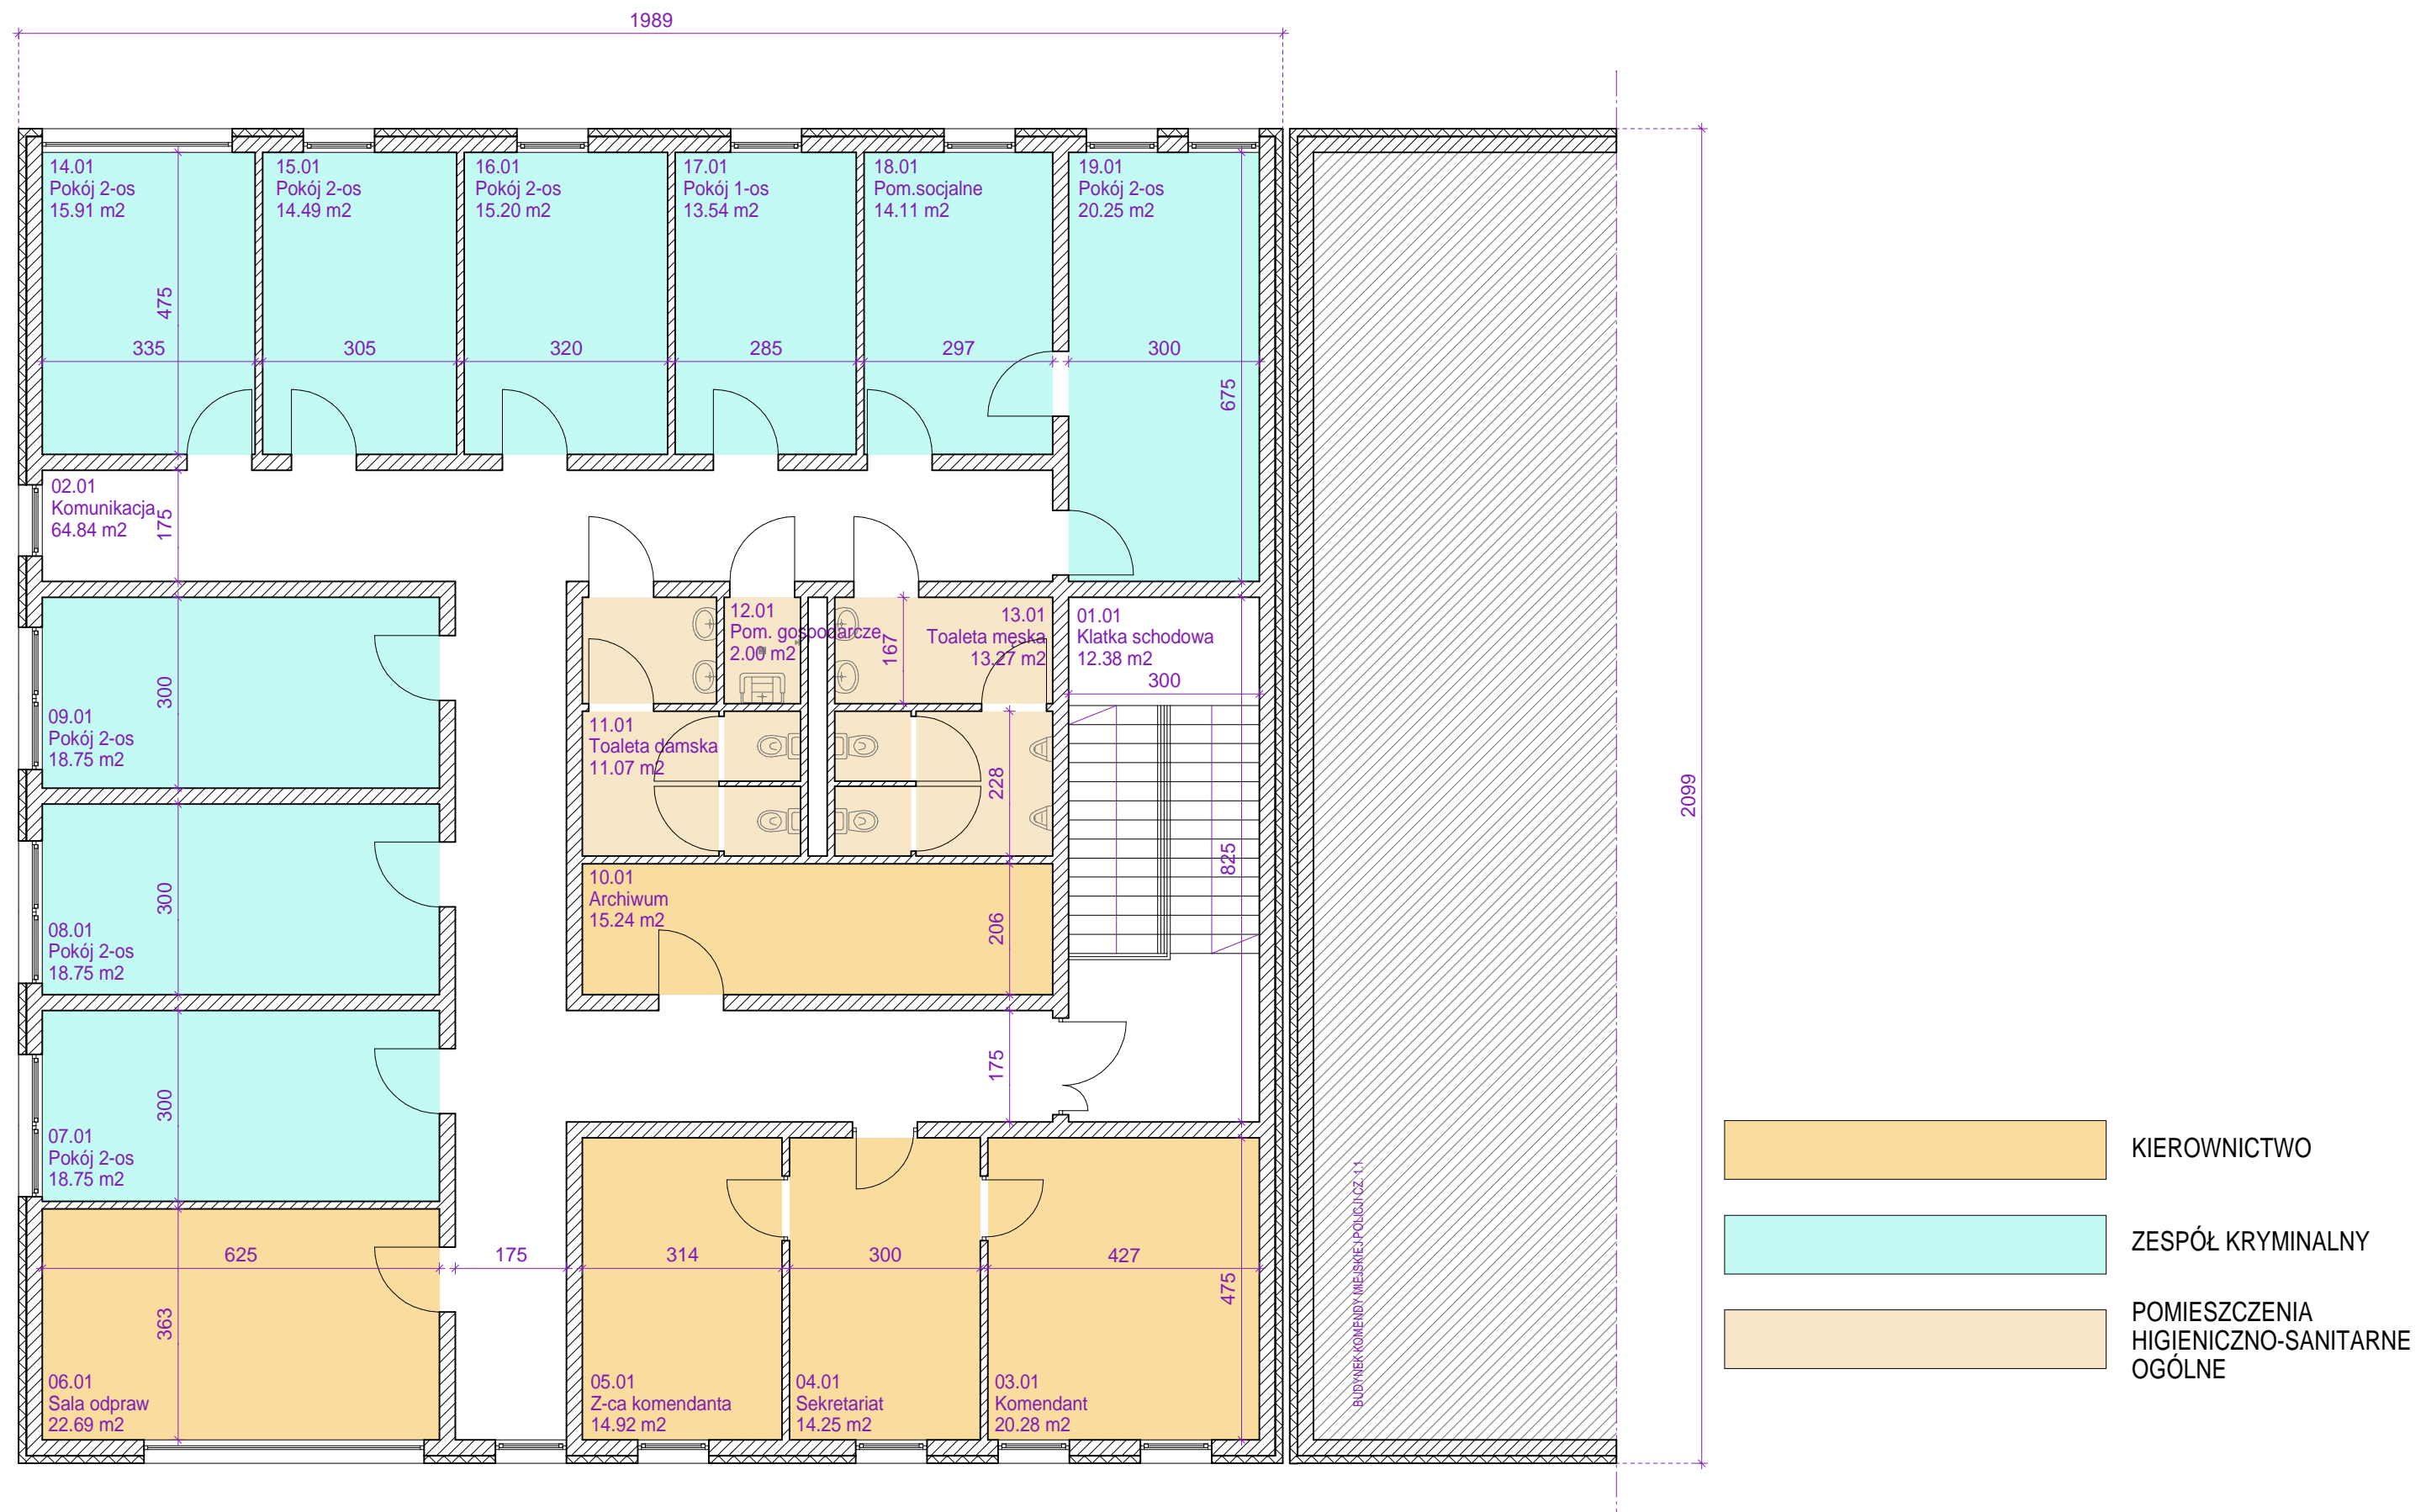 1989
14.01
Pokój 2-os
15.91 m2
15.01
Pokój 2-os
14.49 m2
16.01
Pokój 2-os
15.20 m2
17.01
Pokój 1-os
13.54 m2
18.01
Pom.socjalne
14.11 m2
19.01
Pokój 2-os
20.25 m2
475
335
305
320
285
297
300
675
02.01
Komunikacja
64.84 m2
175
12.01
Pom. gospodarcze
2.00 m2
167
13.01
Toaleta męska
13.27 m2
01.01
Klatka schodowa
12.38 m2
300
300
09.01
Pokój 2-os
18.75 m2
11.01
Toaleta damska
11.07 m2
228
825
2099
10.01
Archiwum
15.24 m2
206
300
08.01
Pokój 2-os
18.75 m2
175
300
07.01
Pokój 2-os
18.75 m2
625
175
314
300
427
475
363
06.01
Sala odpraw
22.69 m2
05.01
Z-ca komendanta
14.92 m2
04.01
Sekretariat
14.25 m2
03.01
Komendant
20.28 m2
BUDYNEK KOMENDY MIEJSKIEJ POLICJI CZ. 1.1
KIEROWNICTWO
ZESPÓŁ KRYMINALNY
POMIESZCZENIA
HIGIENICZNO-SANITARNE
OGÓLNE